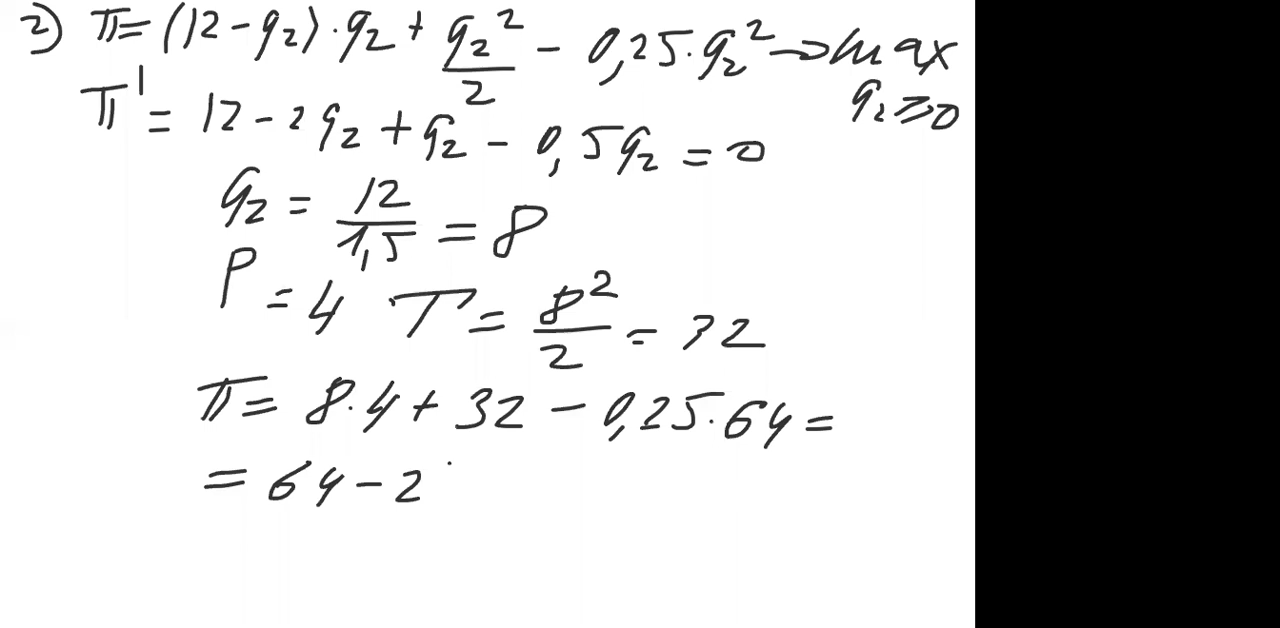 2) π = (12 - q₂) · q₂ + q₂²/2 - 0,25 · q₂² → max q₂ ≥ 0
π' = 12 - 2q₂ + q₂ - 0,5q₂ = 0
q₂ = 12/1,5 = 8
P = 4 T = 8²/2 = 32
π = 8·4 + 32 - 0,25·64 =
= 64 - 2